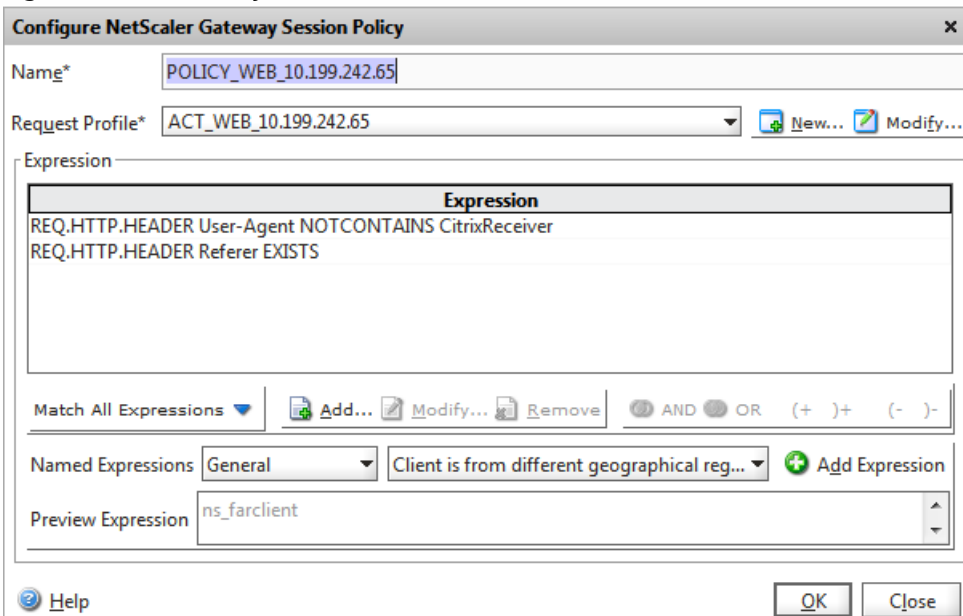 Configure NetScaler Gateway Session Policy x
Name* POLICY_WEB_10.199.242.65
Request Profile* ACT_WEB_10.199.242.65 New... Modify...
Expression
Expression
REQ.HTTP.HEADER User-Agent NOTCONTAINS CitrixReceiver
REQ.HTTP.HEADER Referer EXISTS
Match All Expressions Add... Modify... Remove AND OR (+ )+ (- )-
Named Expressions General Client is from different geographical reg... Add Expression
Preview Expression ns_farclient
Help OK Close